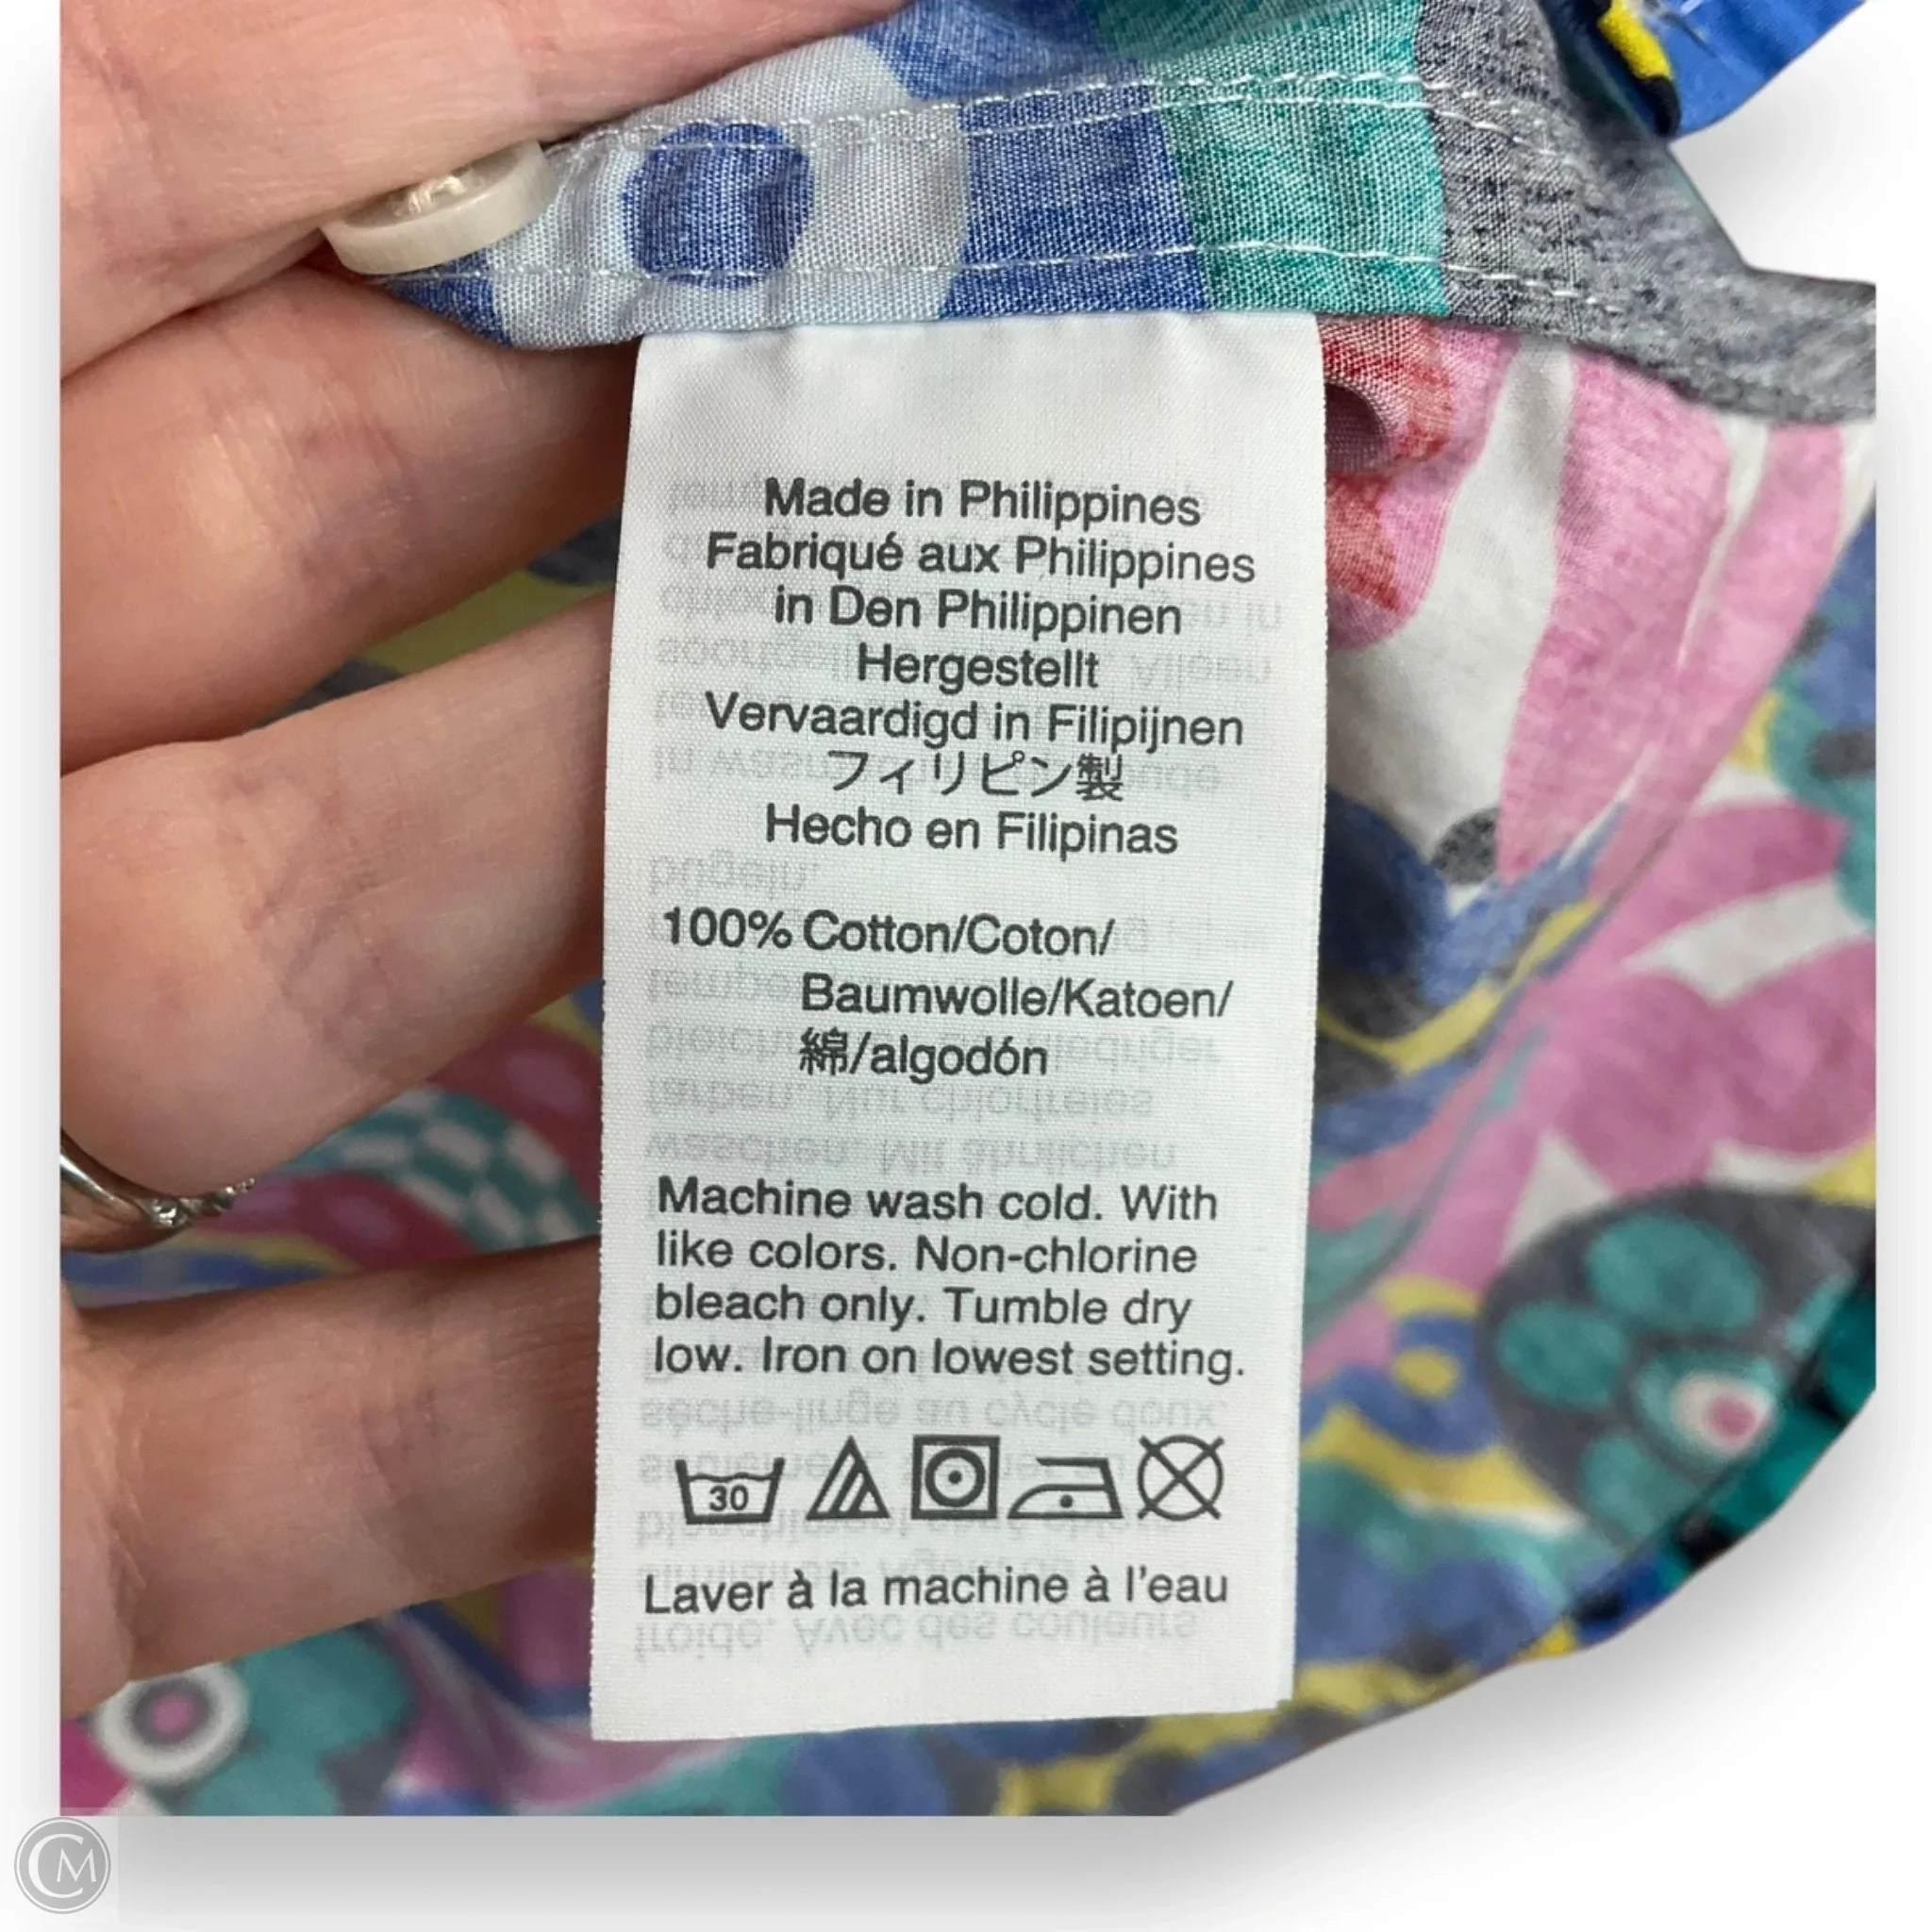 Made in Philippines
Fabriqué aux Philippines
in Den Philippinen
Hergestellt
Vervaardigd in Filipijnen
フィリピン製
Hecho en Filipinas
100% Cotton/Coton/
Baumwolle/Katoen/
綿/algodón
Machine wash cold. With
like colors. Non-chlorine
bleach only. Tumble dry
low. Iron on lowest setting.
30
Laver à la machine à l'eau
CM